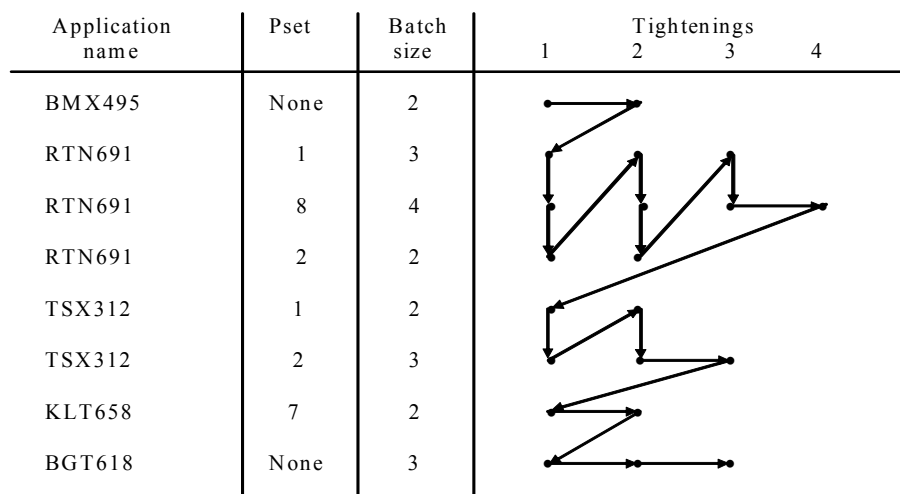 Application Pset Batch Tightenings
name size 1 2 3 4
BMX495 None 2
RTN691 1 3
RTN691 8 4
RTN691 2 2
TSX312 1 2
TSX312 2 3
KLT658 7 2
BGT618 None 3